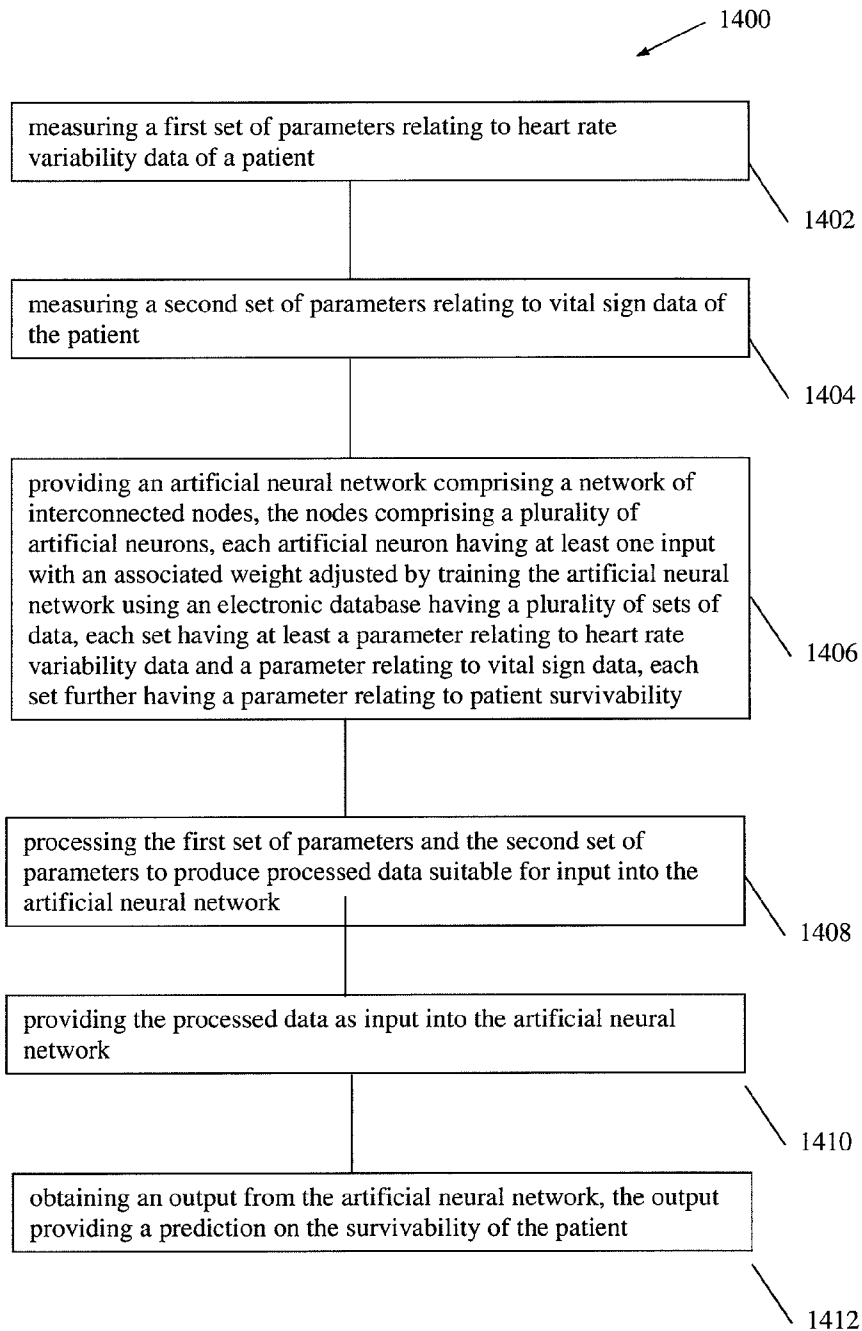 1400
measuring a first set of parameters relating to heart rate
variability data of a patient
1402
measuring a second set of parameters relating to vital sign data of
the patient
1404
providing an artificial neural network comprising a network of
interconnected nodes, the nodes comprising a plurality of
artificial neurons, each artificial neuron having at least one input
with an associated weight adjusted by training the artificial neural
network using an electronic database having a plurality of sets of
data, each set having at least a parameter relating to heart rate
variability data and a parameter relating to vital sign data, each
set further having a parameter relating to patient survivability
1406
processing the first set of parameters and the second set of
parameters to produce processed data suitable for input into the
artificial neural network
1408
providing the processed data as input into the artificial neural
network
1410
obtaining an output from the artificial neural network, the output
providing a prediction on the survivability of the patient
1412